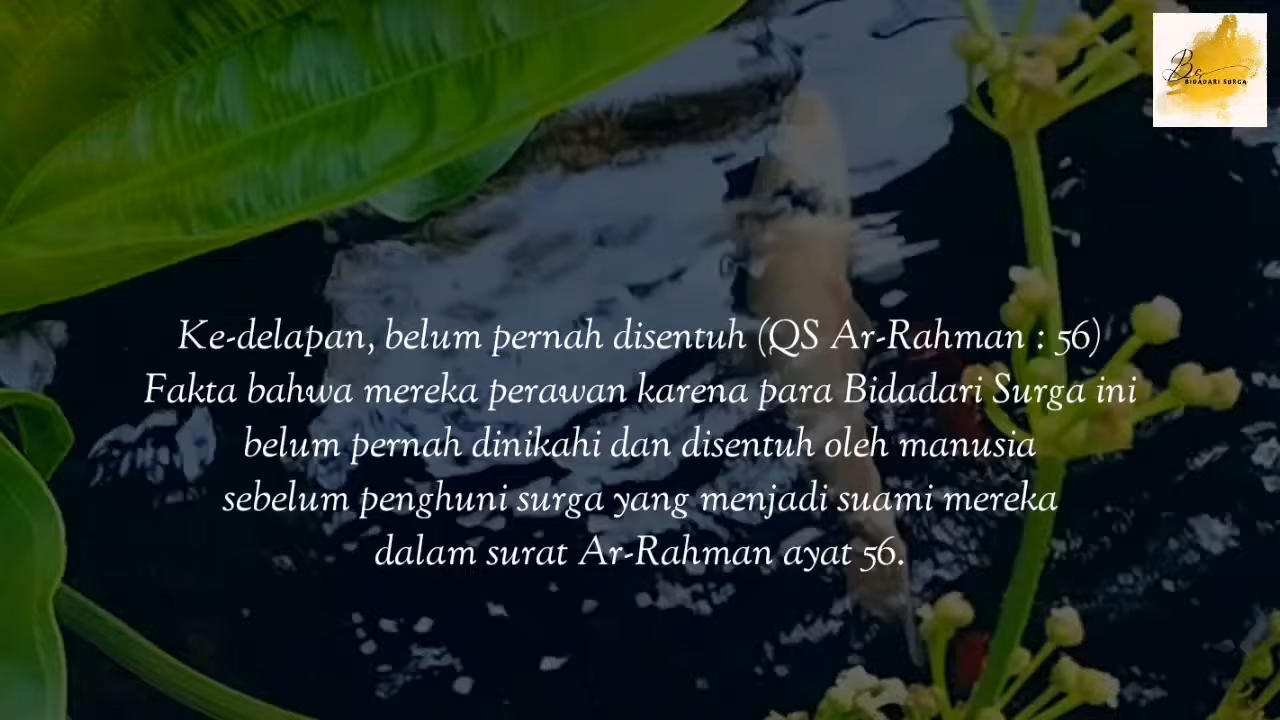 Bs
BIDADARI SURGA
Ke-delapan, belum pernah disentuh (QS Ar-Rahman : 56)
Fakta bahwa mereka perawan karena para Bidadari Surga ini
belum pernah dinikahi dan disentuh oleh manusia
sebelum penghuni surga yang menjadi suami mereka
dalam surat Ar-Rahman ayat 56.